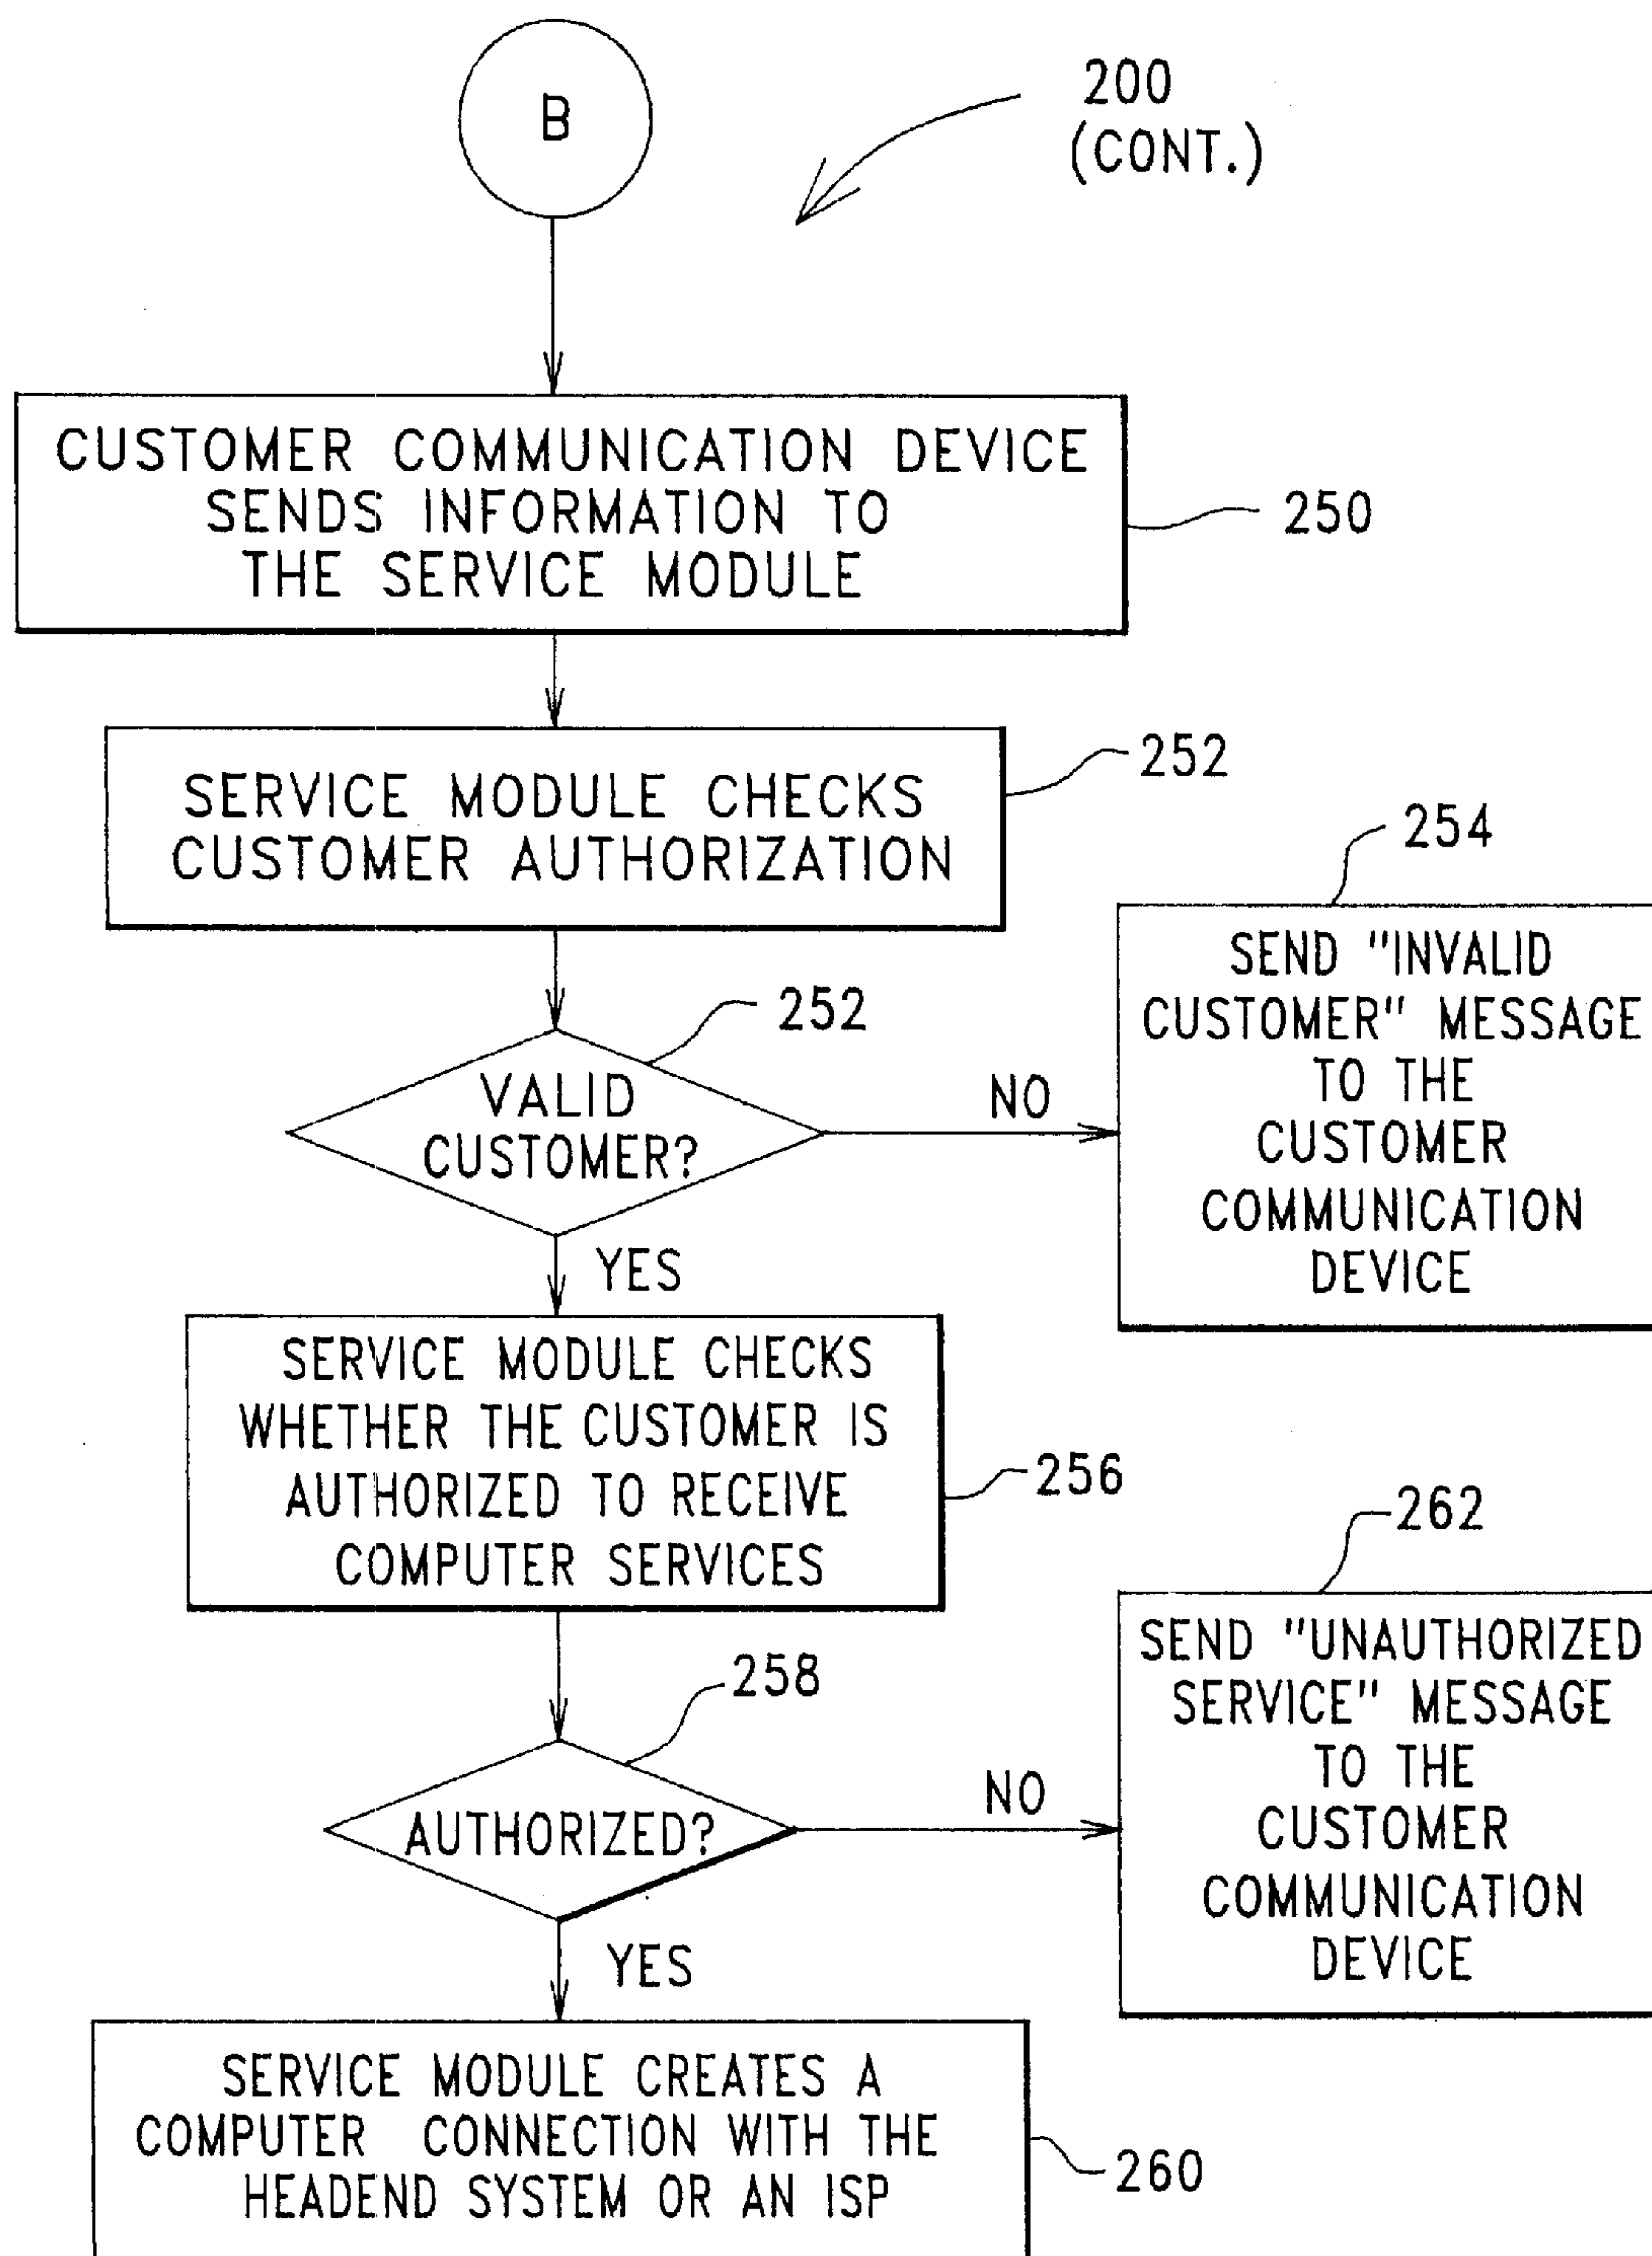 B
200
(CONT.)
CUSTOMER COMMUNICATION DEVICE
SENDS INFORMATION TO
THE SERVICE MODULE
250
SERVICE MODULE CHECKS
CUSTOMER AUTHORIZATION
252
254
SEND "INVALID
CUSTOMER" MESSAGE
TO THE
CUSTOMER
COMMUNICATION
DEVICE
252
VALID
CUSTOMER?
NO
YES
SERVICE MODULE CHECKS
WHETHER THE CUSTOMER IS
AUTHORIZED TO RECEIVE
COMPUTER SERVICES
256
262
SEND "UNAUTHORIZED
SERVICE" MESSAGE
TO THE
CUSTOMER
COMMUNICATION
DEVICE
258
AUTHORIZED?
NO
YES
SERVICE MODULE CREATES A
COMPUTER CONNECTION WITH THE
HEADEND SYSTEM OR AN ISP
260